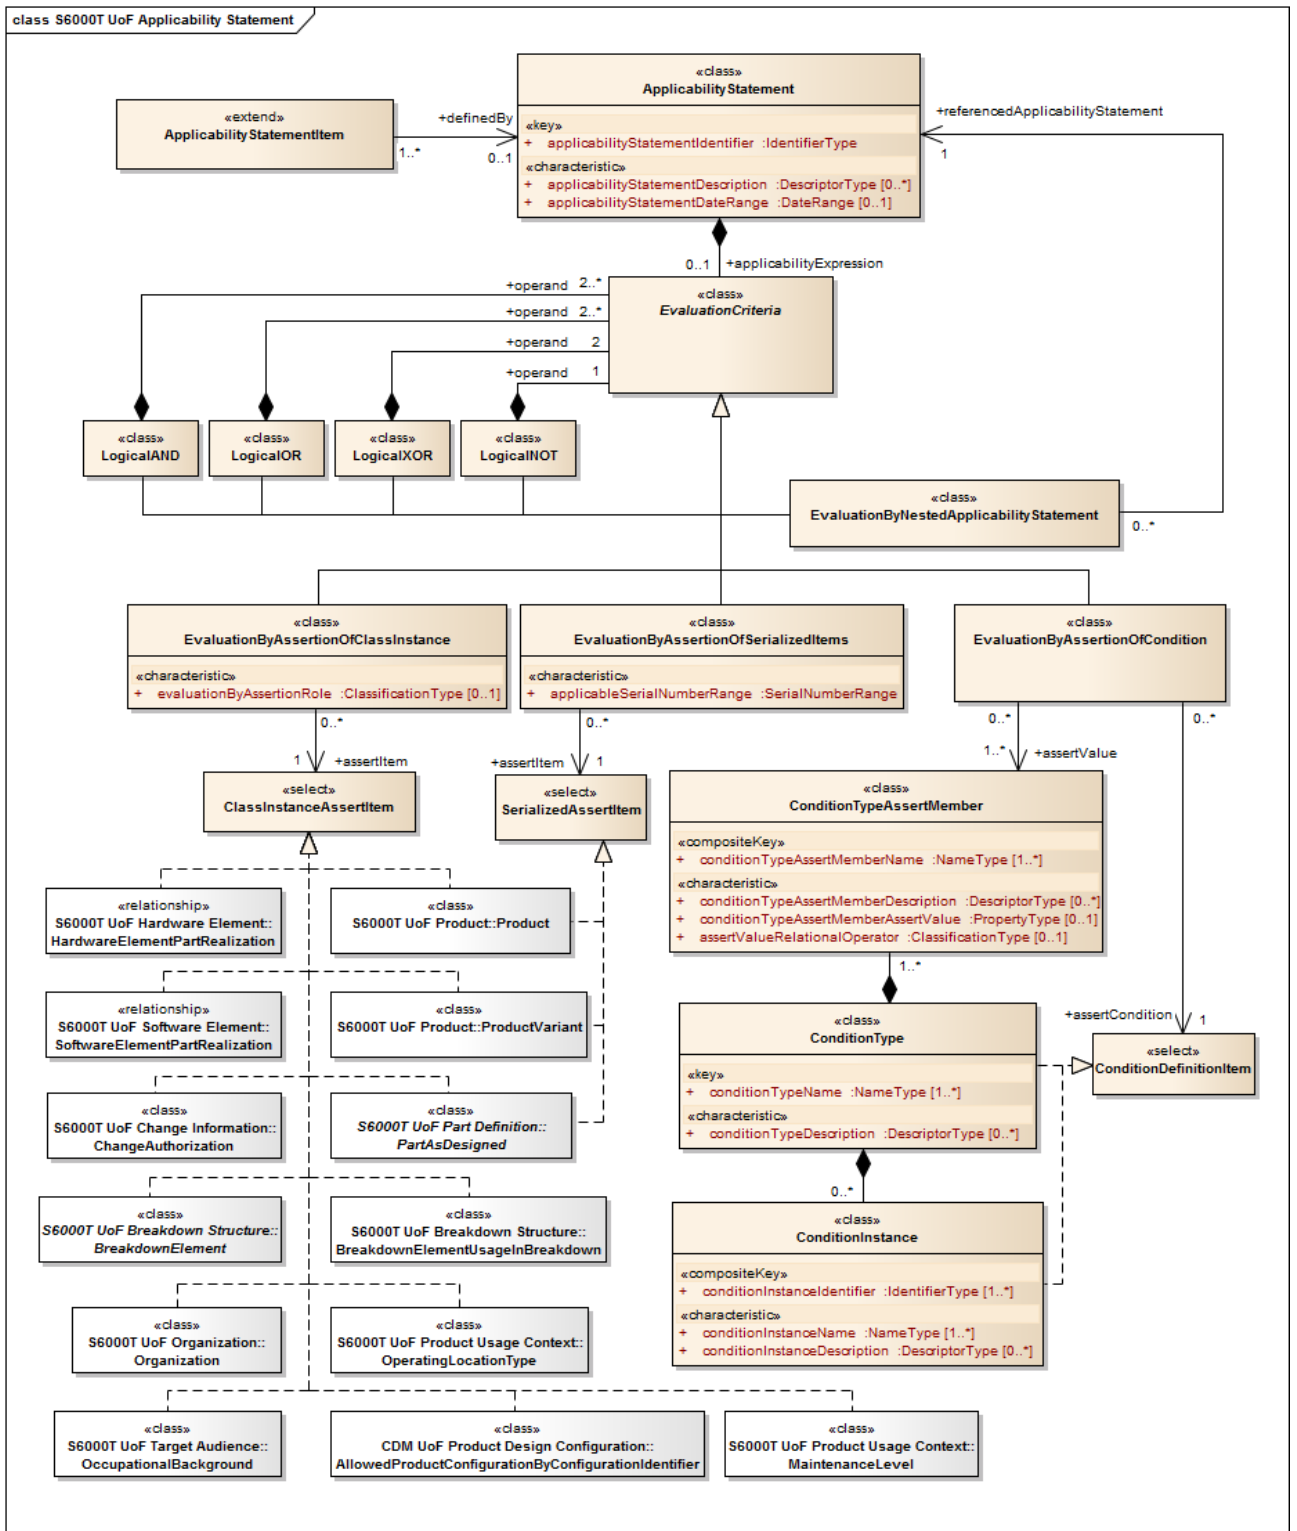 class S6000T UoF Applicability Statement
«class»
ApplicabilityStatement
«key»
+ applicabilityStatementIdentifier :IdentifierType
«characteristic»
+ applicabilityStatementDescription :DescriptorType [0..*]
+ applicabilityStatementDateRange :DateRange [0..1]
«extend»
ApplicabilityStatementItem
+definedBy
1..*
0..1
+referencedApplicabilityStatement
1
0..1
+applicabilityExpression
«class»
EvaluationCriteria
+operand 2..*
+operand 2..*
+operand 2
+operand 1
«class»
LogicalAND
«class»
LogicalOR
«class»
LogicalXOR
«class»
LogicalNOT
«class»
EvaluationByNestedApplicabilityStatement
0..*
«class»
EvaluationByAssertionOfClassInstance
«characteristic»
+ evaluationByAssertionRole :ClassificationType [0..1]
«class»
EvaluationByAssertionOfSerializedItems
«characteristic»
+ applicableSerialNumberRange :SerialNumberRange
«class»
EvaluationByAssertionOfCondition
0..*
1
+assertItem
0..*
+assertItem
1
0..*
0..*
1..*
+assertValue
«select»
ClassInstanceAssertItem
«select»
SerializedAssertItem
«class»
ConditionTypeAssertMember
«compositeKey»
+ conditionTypeAssertMemberName :NameType [1..*]
«characteristic»
+ conditionTypeAssertMemberDescription :DescriptorType [0..*]
+ conditionTypeAssertMemberAssertValue :PropertyType [0..1]
+ assertValueRelationalOperator :ClassificationType [0..1]
1..*
«relationship»
S6000T UoF Hardware Element::
HardwareElementPartRealization
«class»
S6000T UoF Product::Product
«relationship»
S6000T UoF Software Element::
SoftwareElementPartRealization
«class»
S6000T UoF Product::ProductVariant
«class»
ConditionType
«key»
+ conditionTypeName :NameType [1..*]
«characteristic»
+ conditionTypeDescription :DescriptorType [0..*]
+assertCondition
1
«select»
ConditionDefinitionItem
«class»
S6000T UoF Change Information::
ChangeAuthorization
«class»
S6000T UoF Part Definition::
PartAsDesigned
0..*
«class»
S6000T UoF Breakdown Structure::
BreakdownElement
«class»
S6000T UoF Breakdown Structure::
BreakdownElementUsageInBreakdown
«class»
ConditionInstance
«compositeKey»
+ conditionInstanceIdentifier :IdentifierType [1..*]
«characteristic»
+ conditionInstanceName :NameType [1..*]
+ conditionInstanceDescription :DescriptorType [0..*]
«class»
S6000T UoF Organization::
Organization
«class»
S6000T UoF Product Usage Context::
OperatingLocationType
«class»
S6000T UoF Target Audience::
OccupationalBackground
«class»
CDM UoF Product Design Configuration::
AllowedProductConfigurationByConfigurationIdentifier
«class»
S6000T UoF Product Usage Context::
MaintenanceLevel